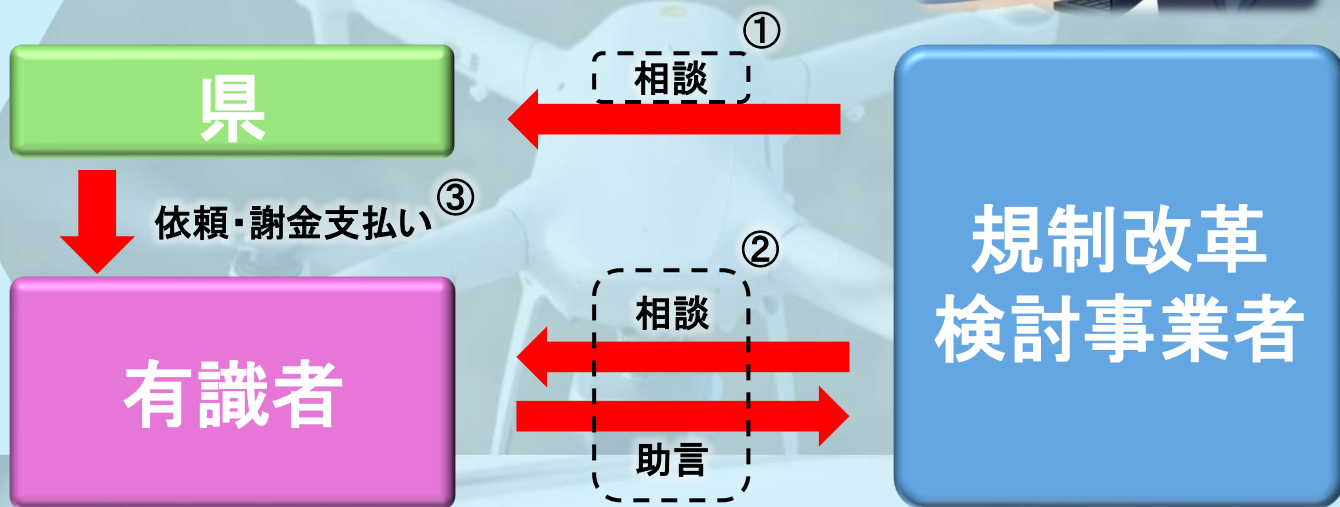 ①
相談
県
依頼・謝金支払い③
②
相談
助言
有識者
規制改革
検討事業者